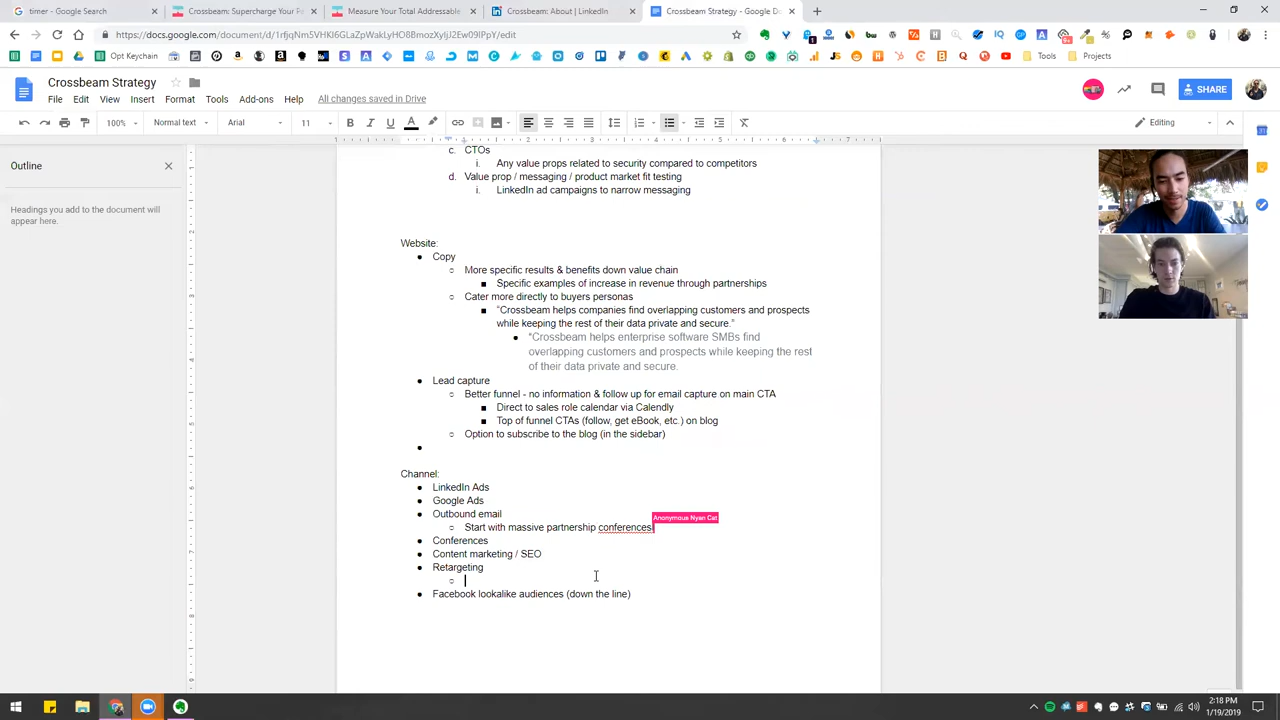 timer - Google Search
Crossbeam: Supercharge Your Pa
Measure Your Total Addressable
Crossbeam: About | LinkedIn
Crossbeam Strategy - Google Do
Opt Keychain
Tools
Projects
Crossbeam Strategy
File Edit View Insert Format Tools Add-ons Help All changes saved in Drive
SHARE
100% Normal text Arial 11
Editing
Outline
Headings you add to the document will
appear here.
c. CTOs
i. Any value props related to security compared to competitors
d. Value prop / messaging / product market fit testing
i. LinkedIn ad campaigns to narrow messaging
Website:
Copy
More specific results & benefits down value chain
Specific examples of increase in revenue through partnerships
Cater more directly to buyers personas
"Crossbeam helps companies find overlapping customers and prospects
while keeping the rest of their data private and secure."
"Crossbeam helps enterprise software SMBs find
overlapping customers and prospects while keeping the rest
of their data private and secure.
Lead capture
Better funnel - no information & follow up for email capture on main CTA
Direct to sales role calendar via Calendly
Top of funnel CTAs (follow, get eBook, etc.) on blog
Option to subscribe to the blog (in the sidebar)
Channel:
LinkedIn Ads
Google Ads
Outbound email
Anonymous Nyan Cat
Start with massive partnership conferences
Conferences
Content marketing / SEO
Retargeting
Facebook lookalike audiences (down the line)
2:18 PM
1/19/2019